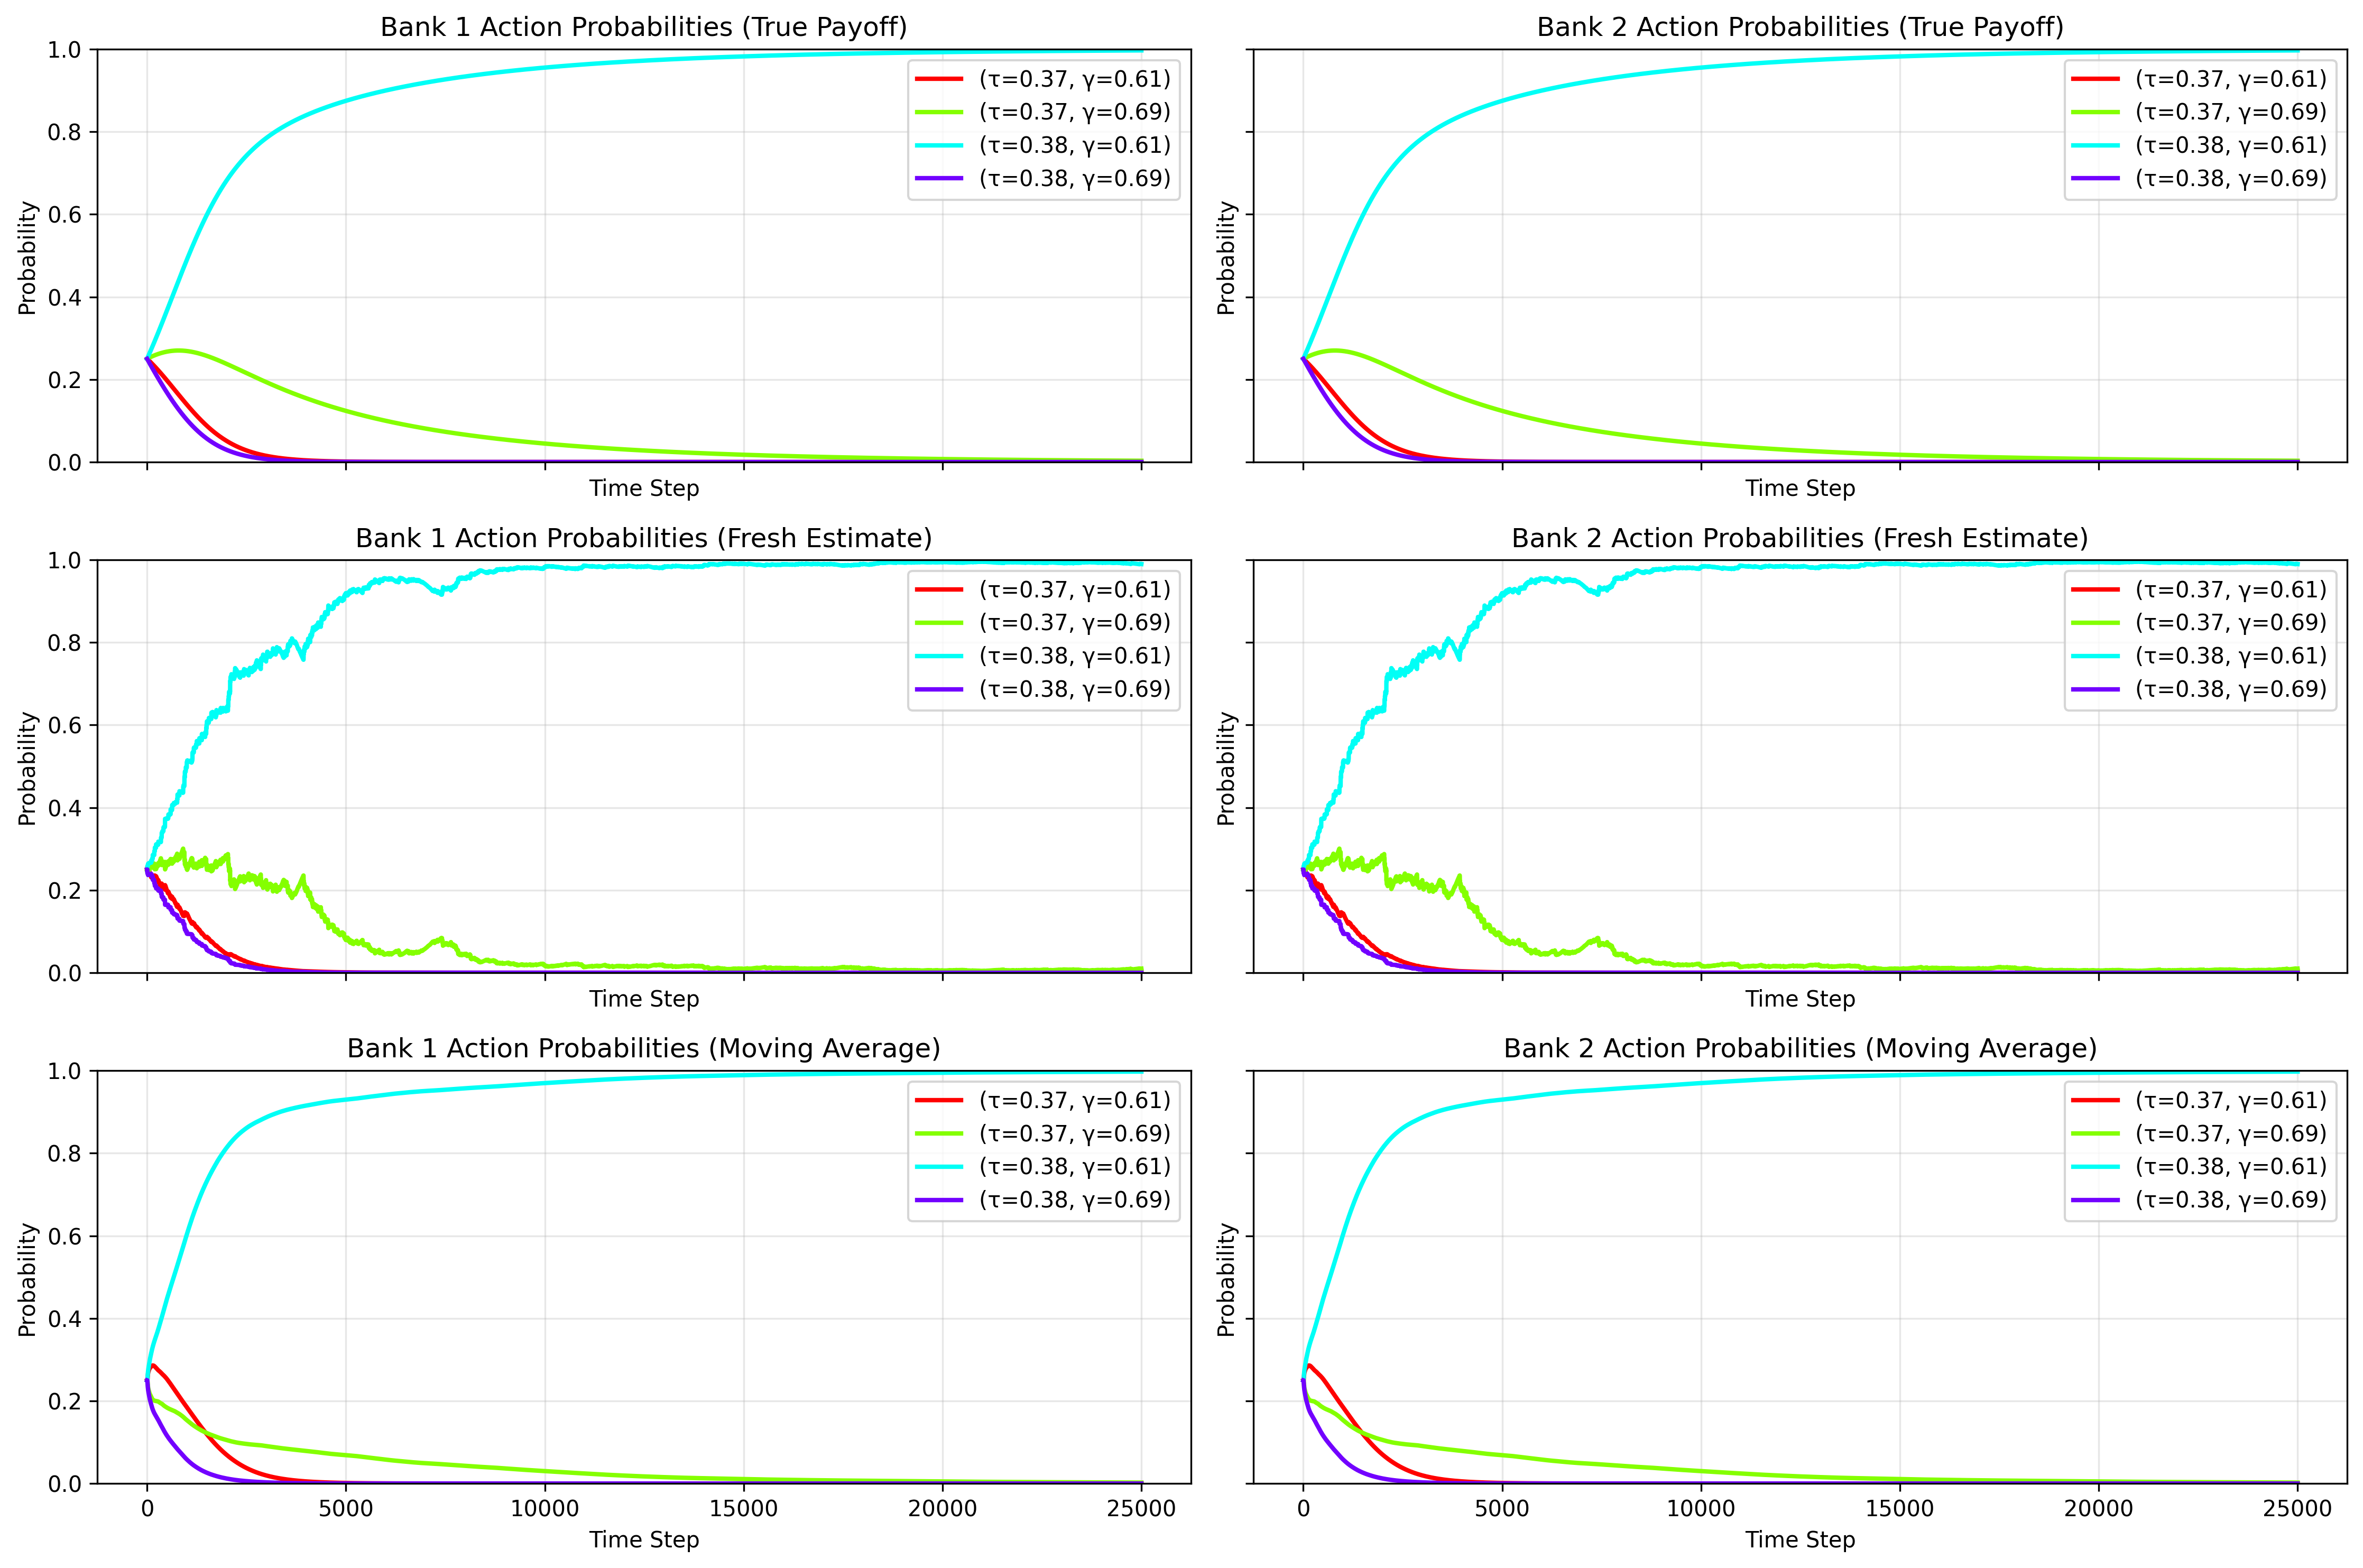 Bank 1 Action Probabilities (True Payoff)
1.0
0.8
0.6
0.4
0.2
0.0
Probability
(τ=0.37, γ=0.61)
(τ=0.37, γ=0.69)
(τ=0.38, γ=0.61)
(τ=0.38, γ=0.69)
Time Step
Bank 2 Action Probabilities (True Payoff)
Probability
(τ=0.37, γ=0.61)
(τ=0.37, γ=0.69)
(τ=0.38, γ=0.61)
(τ=0.38, γ=0.69)
Time Step
Bank 1 Action Probabilities (Fresh Estimate)
1.0
0.8
0.6
0.4
0.2
0.0
Probability
(τ=0.37, γ=0.61)
(τ=0.37, γ=0.69)
(τ=0.38, γ=0.61)
(τ=0.38, γ=0.69)
Time Step
Bank 2 Action Probabilities (Fresh Estimate)
Probability
(τ=0.37, γ=0.61)
(τ=0.37, γ=0.69)
(τ=0.38, γ=0.61)
(τ=0.38, γ=0.69)
Time Step
Bank 1 Action Probabilities (Moving Average)
1.0
0.8
0.6
0.4
0.2
0.0
Probability
(τ=0.37, γ=0.61)
(τ=0.37, γ=0.69)
(τ=0.38, γ=0.61)
(τ=0.38, γ=0.69)
0 5000 10000 15000 20000 25000
Time Step
Bank 2 Action Probabilities (Moving Average)
Probability
(τ=0.37, γ=0.61)
(τ=0.37, γ=0.69)
(τ=0.38, γ=0.61)
(τ=0.38, γ=0.69)
0 5000 10000 15000 20000 25000
Time Step